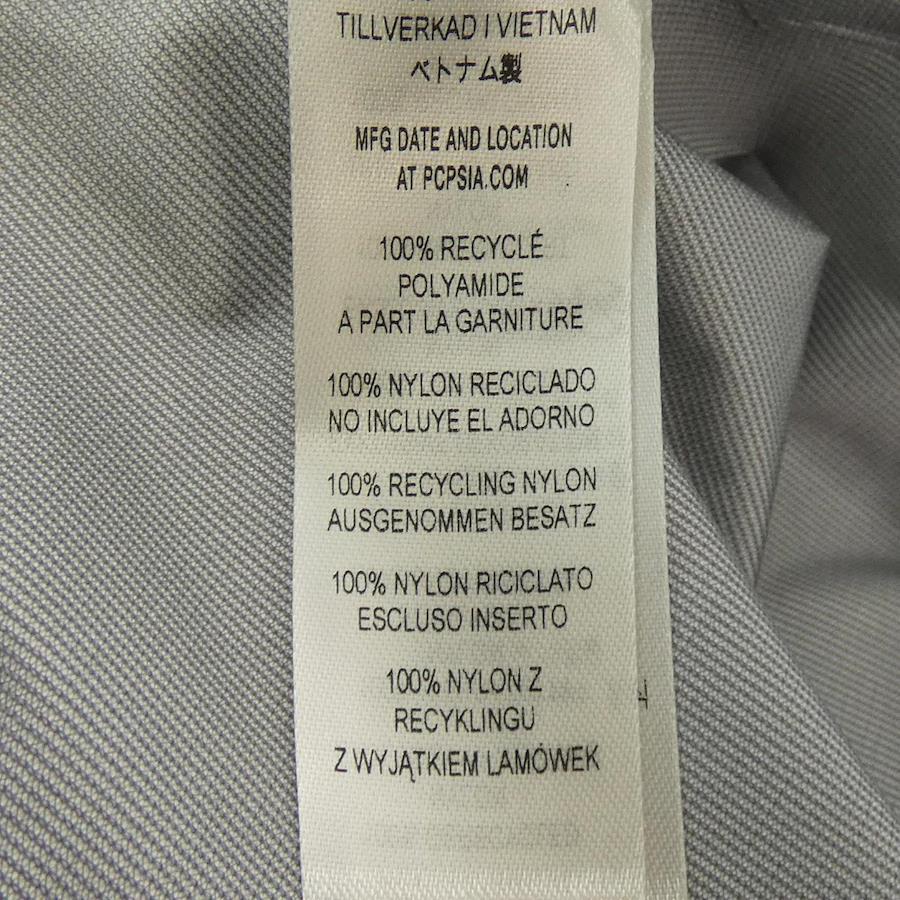 TILLVERKAD I VIETNAM
ベトナム製
MFG DATE AND LOCATION
AT PCPSIA.COM
100% RECYCLÉ
POLYAMIDE
A PART LA GARNITURE
100% NYLON RECICLADO
NO INCLUYE EL ADORNO
100% RECYCLING NYLON
AUSGENOMMEN BESATZ
100% NYLON RICICLATO
ESCLUSO INSERTO
100% NYLON Z
RECYKLINGU
Z WYJĄTKIEM LAMÓWEK